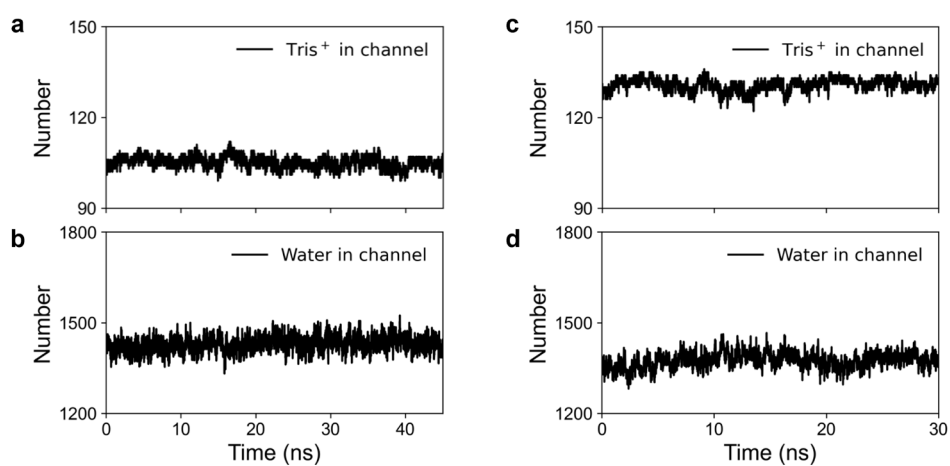 a
150
Tris⁺ in channel
Number
120
90
b
1800
Water in channel
Number
1500
1200
0 10 20 30 40
Time (ns)
c
150
Tris⁺ in channel
Number
120
90
d
1800
Water in channel
Number
1500
1200
0 10 20 30
Time (ns)